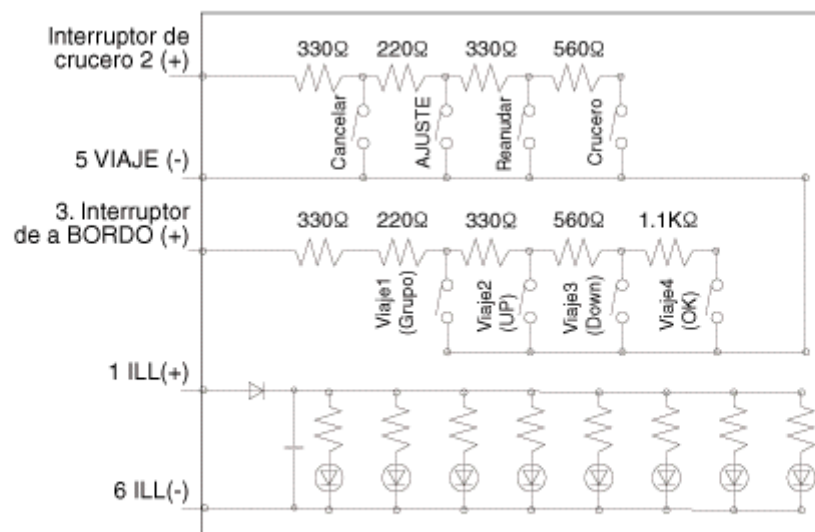 Interruptor de
crucero 2 (+)
330Ω 220Ω 330Ω 560Ω
Cancelar
AJUSTE
Reanudar
Crucero
5 VIAJE (-)
3. Interruptor
de a BORDO (+)
330Ω 220Ω 330Ω 560Ω 1.1KΩ
Viaje1
(Grupo)
Viaje2
(UP)
Viaje3
(Down)
Viaje4
(OK)
1 ILL(+)
6 ILL(-)